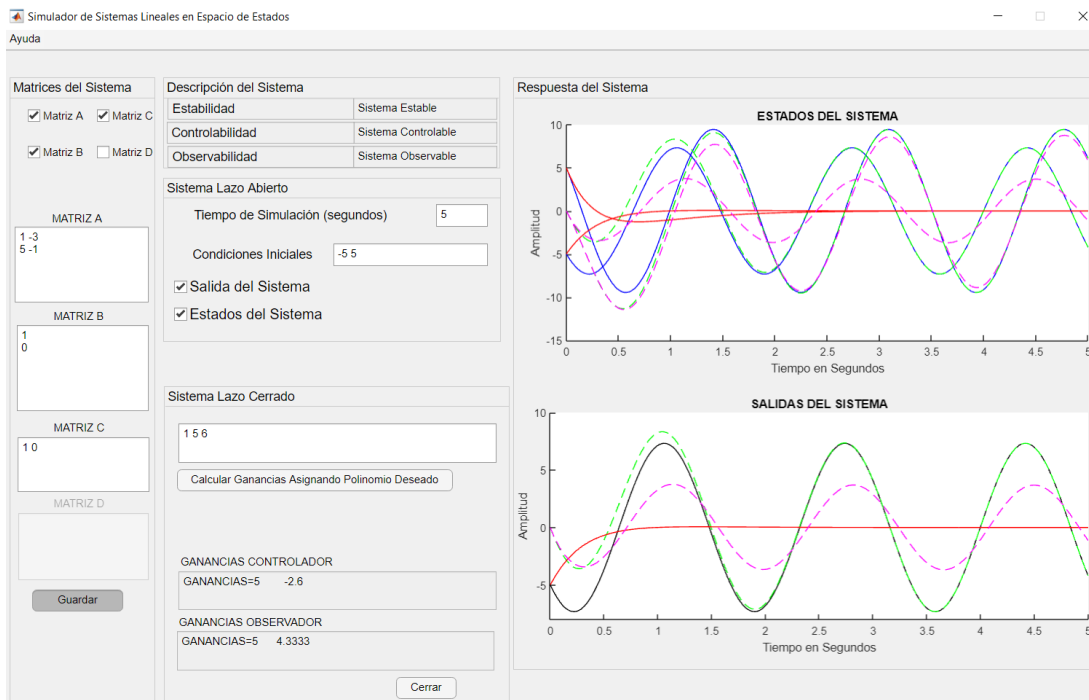 Simulador de Sistemas Lineales en Espacio de Estados
Ayuda
Matrices del Sistema
Matriz A
Matriz C
Matriz B
Matriz D
MATRIZ A
1 -3
5 -1
MATRIZ B
1
0
MATRIZ C
1 0
MATRIZ D
Guardar
Descripción del Sistema
Estabilidad
Sistema Estable
Controlabilidad
Sistema Controlable
Observabilidad
Sistema Observable
Sistema Lazo Abierto
Tiempo de Simulación (segundos)
5
Condiciones Iniciales
-5 5
Salida del Sistema
Estados del Sistema
Sistema Lazo Cerrado
1 5 6
Calcular Ganancias Asignando Polinomio Deseado
GANANCIAS CONTROLADOR
GANANCIAS=5 -2.6
GANANCIAS OBSERVADOR
GANANCIAS=5 4.3333
Cerrar
Respuesta del Sistema
ESTADOS DEL SISTEMA
Amplitud
10
5
0
-5
-10
-15
0 0.5 1 1.5 2 2.5 3 3.5 4 4.5 5
Tiempo en Segundos
SALIDAS DEL SISTEMA
Amplitud
10
5
0
-5
0 0.5 1 1.5 2 2.5 3 3.5 4 4.5 5
Tiempo en Segundos